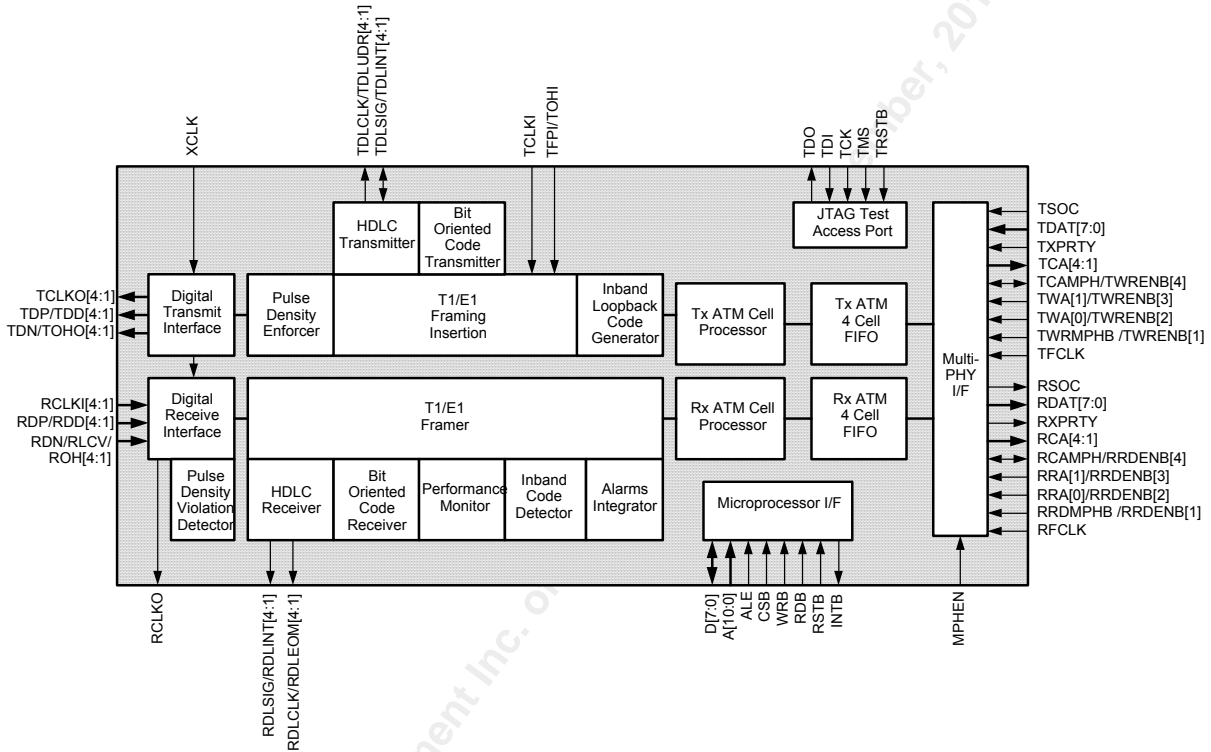 TDLCLK/TDLUDR[4:1]
TDLSIG/TDLINT[4:1]
XCLK
TCLKI
TFPI/TOHI
TDO
TDI
TCK
TMS
TRSTB
HDLC
Transmitter
Bit
Oriented
Code
Transmitter
JTAG Test
Access Port
TCLKO[4:1]
TDP/TDD[4:1]
TDN/TOHO[4:1]
Digital
Transmit
Interface
Pulse
Density
Enforcer
T1/E1
Framing
Insertion
Inband
Loopback
Code
Generator
Tx ATM Cell
Processor
Tx ATM
4 Cell
FIFO
Multi-
PHY
I/F
TSOC
TDAT[7:0]
TXPRTY
TCA[4:1]
TCAMPH/TWRENB[4]
TWA[1]/TWRENB[3]
TWA[0]/TWRENB[2]
TWRMPHB /TWRENB[1]
TFCLK
RCLKI[4:1]
RDP/RDD[4:1]
RDN/RLCV/
ROH[4:1]
Digital
Receive
Interface
T1/E1
Framer
Rx ATM Cell
Processor
Rx ATM
4 Cell
FIFO
RSOC
RDAT[7:0]
RXPRTY
RCA[4:1]
RCAMPH/RRDENB[4]
RRA[1]/RRDENB[3]
RRA[0]/RRDENB[2]
RRDMPHB /RRDENB[1]
RFCLK
Pulse
Density
Violation
Detector
HDLC
Receiver
Bit
Oriented
Code
Receiver
Performance
Monitor
Inband
Code
Detector
Alarms
Integrator
Microprocessor I/F
RCLKO
RDLSIG/RDLINT[4:1]
RDLCLK/RDLEOM[4:1]
D[7:0]
A[10:0]
ALE
CSB
WRB
RDB
RSTB
INTB
MPHEN